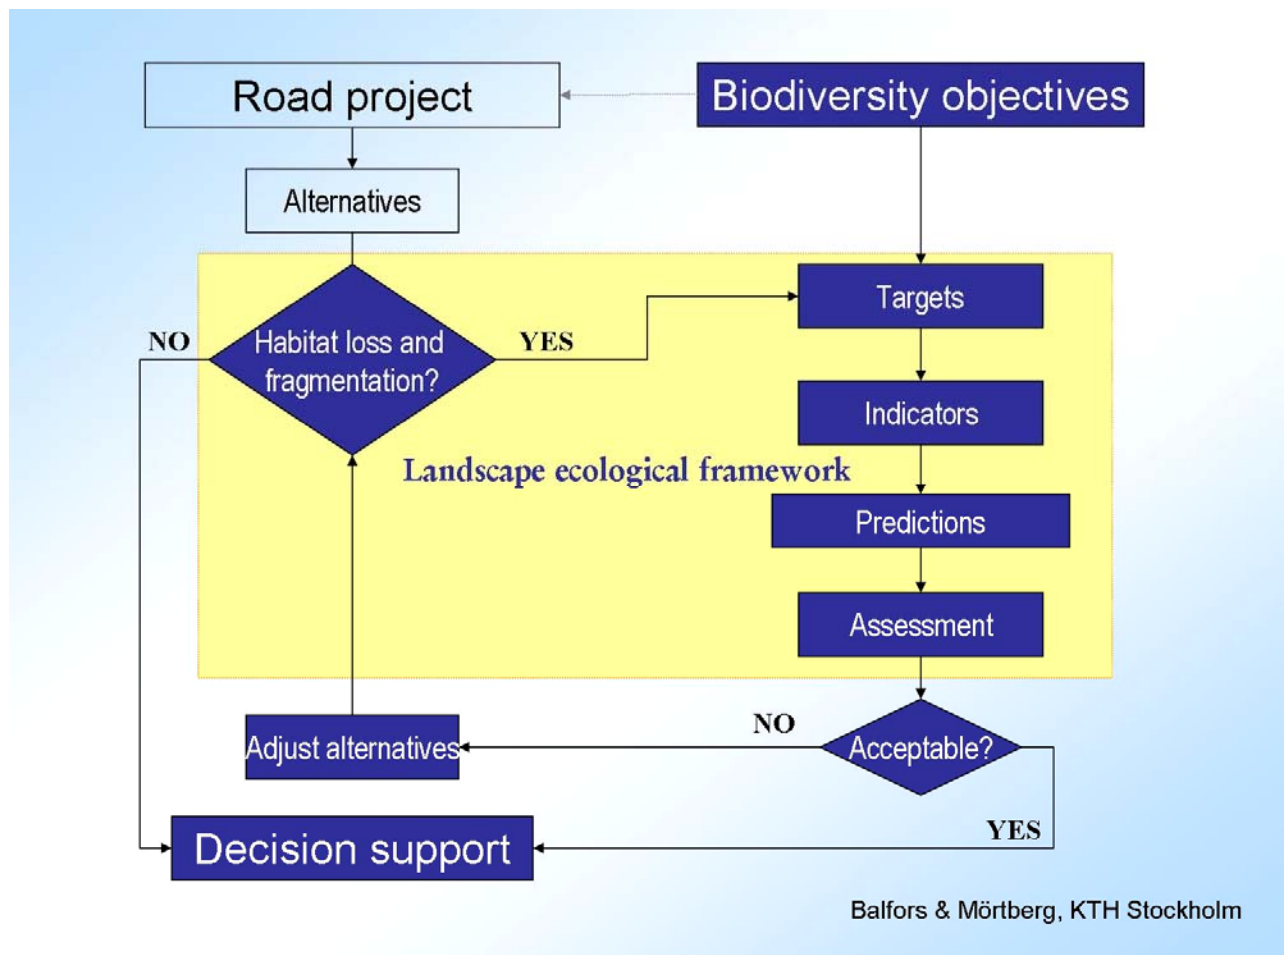 Road project
Biodiversity objectives
Alternatives
Targets
NO
Habitat loss and
fragmentation?
YES
Indicators
Landscape ecological framework
Predictions
Assessment
Adjust alternatives
NO
Acceptable?
YES
Decision support
Balfors & Mörtberg, KTH Stockholm